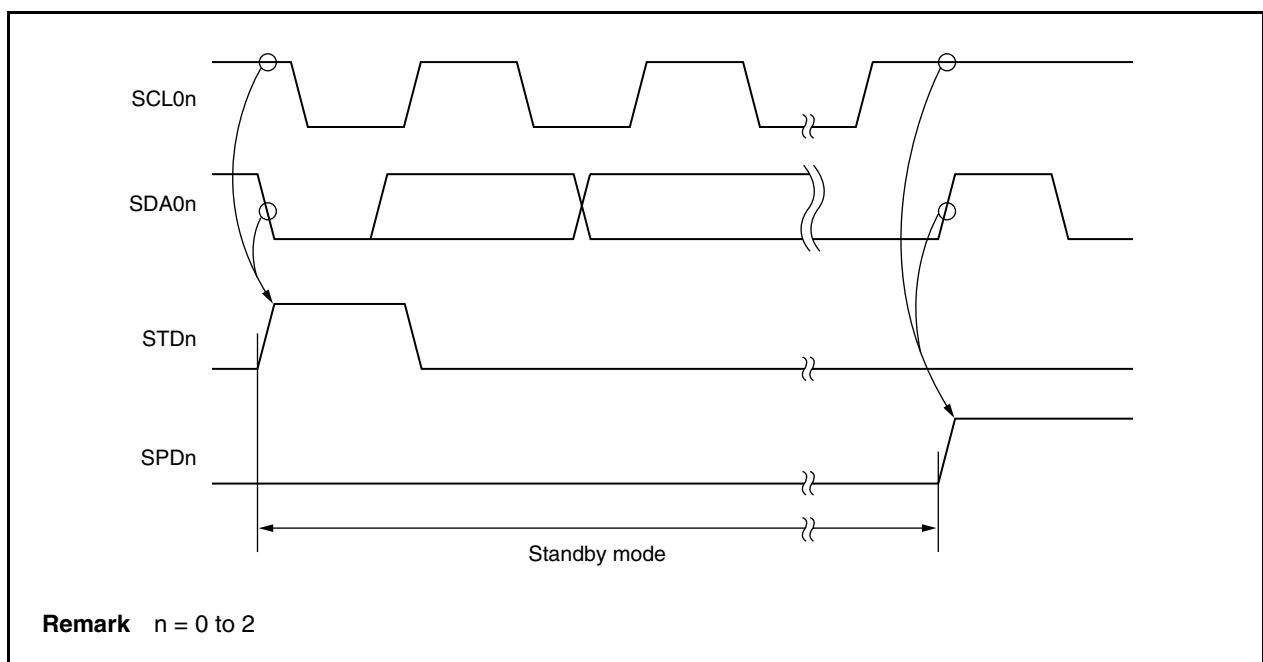 SCL0n
SDA0n
STDn
SPDn
Standby mode
Remark n = 0 to 2